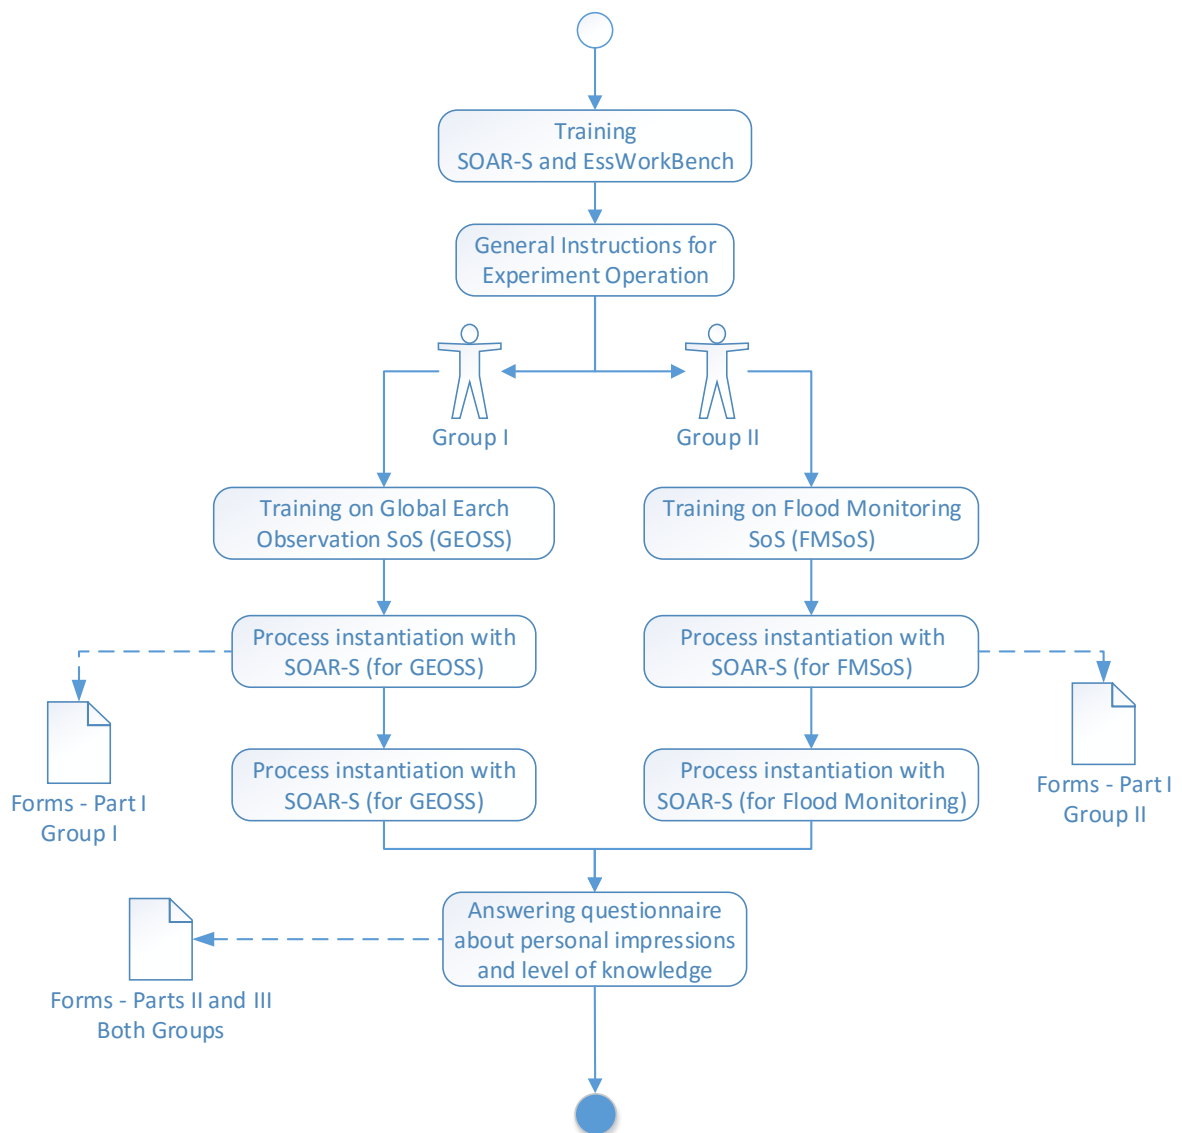 Training
SOAR-S and EssWorkBench
General Instructions for
Experiment Operation
Group I
Group II
Training on Global Earch
Observation SoS (GEOSS)
Training on Flood Monitoring
SoS (FMSoS)
Process instantiation with
SOAR-S (for GEOSS)
Process instantiation with
SOAR-S (for FMSoS)
Forms - Part I
Group I
Process instantiation with
SOAR-S (for GEOSS)
Process instantiation with
SOAR-S (for Flood Monitoring)
Forms - Part I
Group II
Answering questionnaire
about personal impressions
and level of knowledge
Forms - Parts II and III
Both Groups